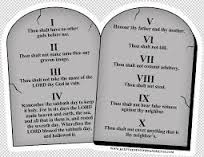 I
Thou shalt have no other
gods before me.
II
Thou shalt not make unto thee any
graven image.
III
Thou shalt not take the name of the
LORD thy God in vain.
IV
Remember the sabbath day to keep
it holy. For in six days the LORD
made heaven and earth, the sea,
and all that in them is, and rested
the seventh day: wherefore the
LORD blessed the sabbath day,
and hallowed it.
V
Honour thy father and thy mother.
VI
Thou shalt not kill.
VII
Thou shalt not commit adultery.
VIII
Thou shalt not steal.
IX
Thou shalt not bear false witness
against thy neighbor.
X
Thou shalt not covet anything that is
thy neighbor's.